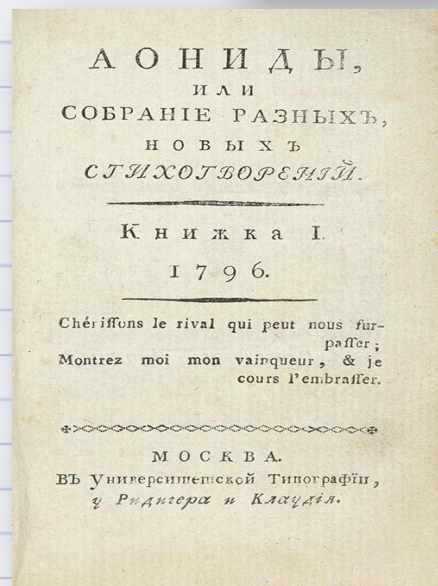 АОНИДЫ,
ИЛИ
СОБРАНІЕ РАЗНЫХЪ,
НОВЫХЪ
СТИХОТВОРЕНІЙ.
Книжка I.
1796.
Chériſſons le rival qui peut nous ſur-
paſſer;
Montrez moi mon vainqueur, & je
cours l'embraſſer.
МОСКВА.
ВЪ Университетской Типографіи,
у Ридигера и Клаудія.